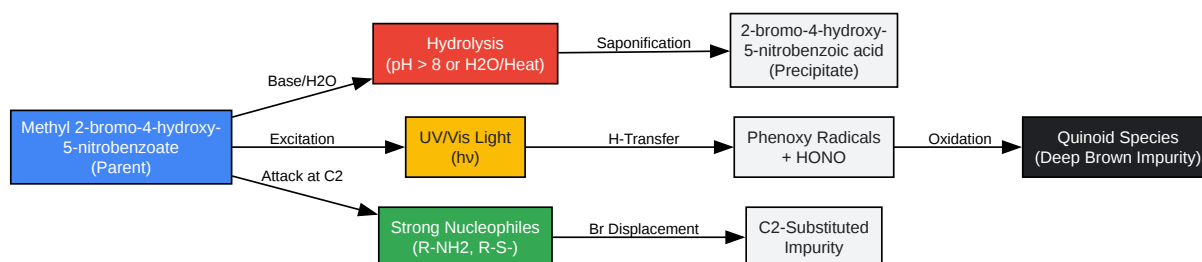 Methyl 2-bromo-4-hydroxy-
5-nitrobenzoate
(Parent)
Base/H2O
Hydrolysis
(pH > 8 or H2O/Heat)
Saponification
2-bromo-4-hydroxy-
5-nitrobenzoic acid
(Precipitate)
Excitation
UV/Vis Light
(hν)
H-Transfer
Phenoxy Radicals
+ HONO
Oxidation
Quinoid Species
(Deep Brown Impurity)
Attack at C2
Strong Nucleophiles
(R-NH2, R-S-)
Br Displacement
C2-Substituted
Impurity